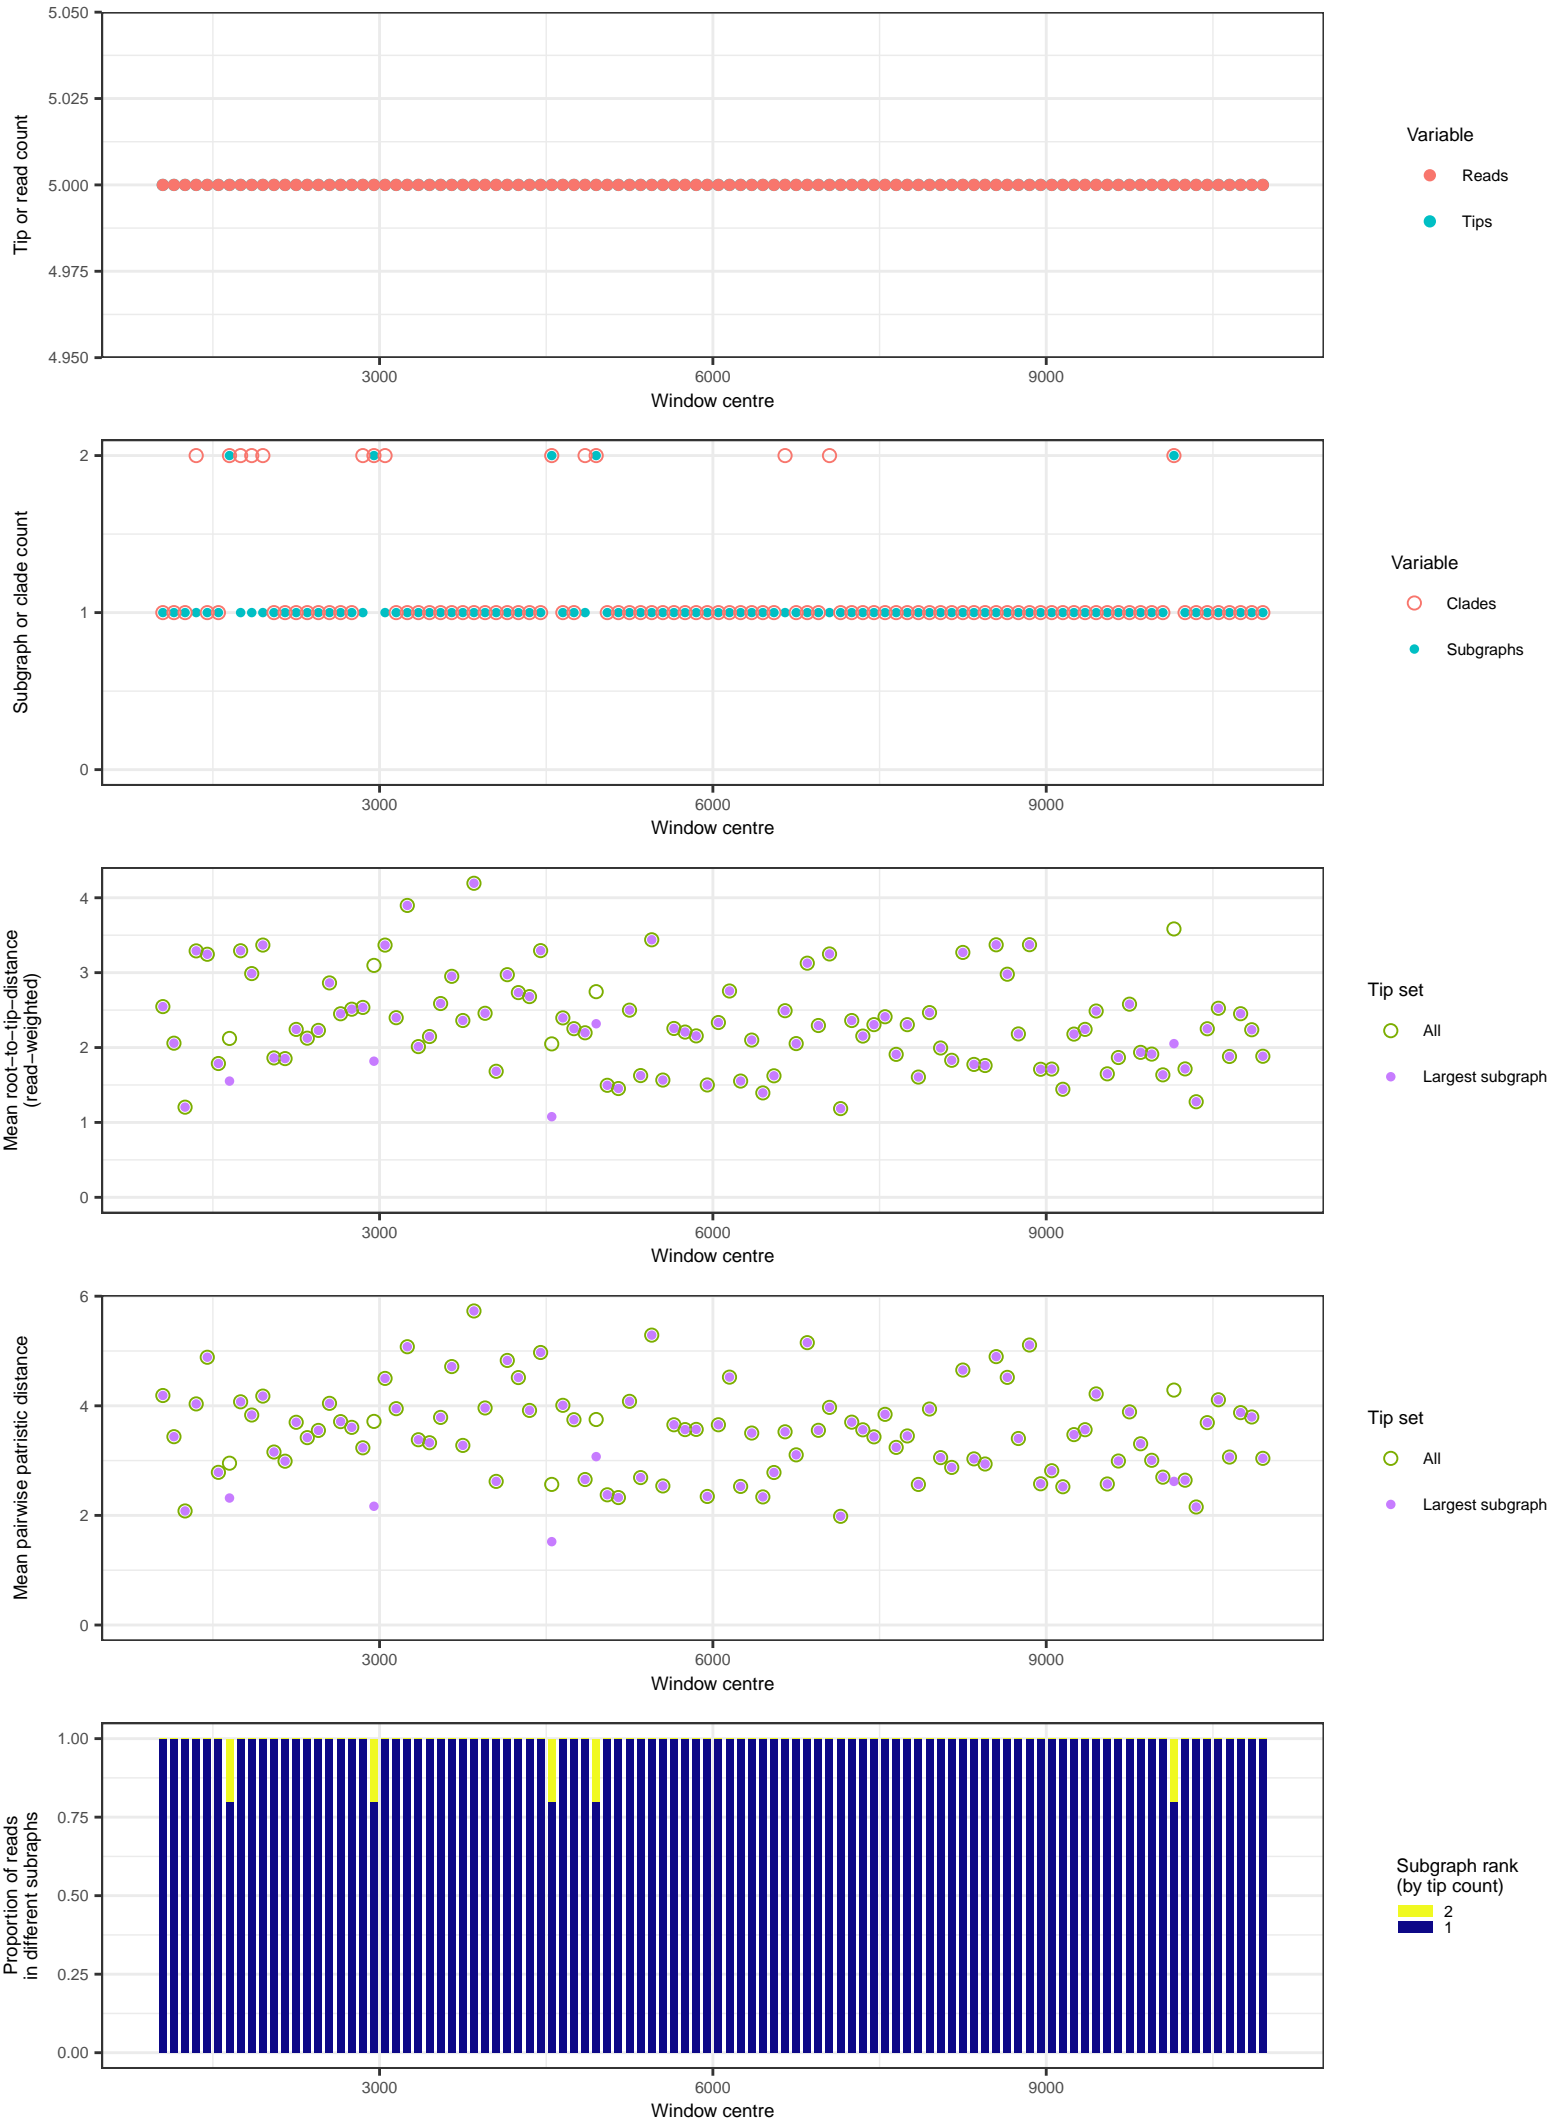 5.050
5.025
5.000
4.975
4.950
Tip or read count
3000 6000 9000
Window centre
Variable
Reads
Tips
2
1
0
Subgraph or clade count
3000 6000 9000
Window centre
Variable
Clades
Subgraphs
4
3
2
1
0
Mean root−to−tip−distance
(read−weighted)
3000 6000 9000
Window centre
Tip set
All
Largest subgraph
6
4
2
0
Mean pairwise patristic distance
3000 6000 9000
Window centre
Tip set
All
Largest subgraph
1.00
0.75
0.50
0.25
0.00
Proportion of reads
in different subraphs
3000 6000 9000
Window centre
Subgraph rank
(by tip count)
2
1